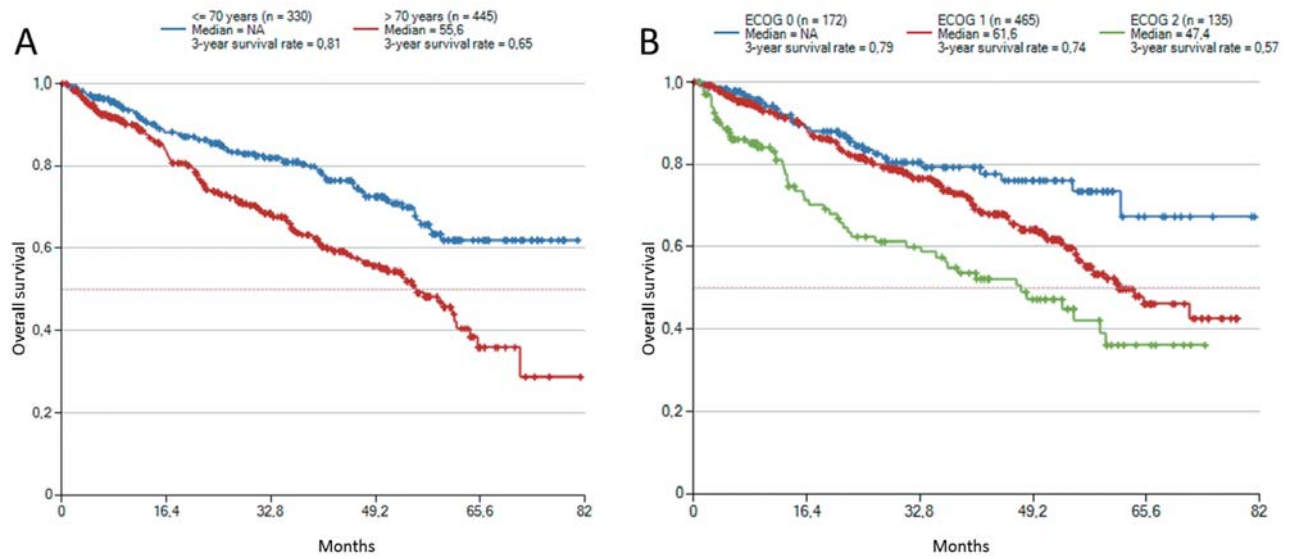 A
<= 70 years (n = 330)
Median = NA
3-year survival rate = 0,81
> 70 years (n = 445)
Median = 55,6
3-year survival rate = 0,65
1,0
0,8
0,6
0,4
0,2
0
Overall survival
0 16,4 32,8 49,2 65,6 82
Months
B
ECOG 0 (n = 172)
Median = NA
3-year survival rate = 0,79
ECOG 1 (n = 465)
Median = 61,6
3-year survival rate = 0,74
ECOG 2 (n = 135)
Median = 47,4
3-year survival rate = 0,57
1,0
0,8
0,6
0,4
0,2
0
Overall survival
0 16,4 32,8 49,2 65,6 82
Months